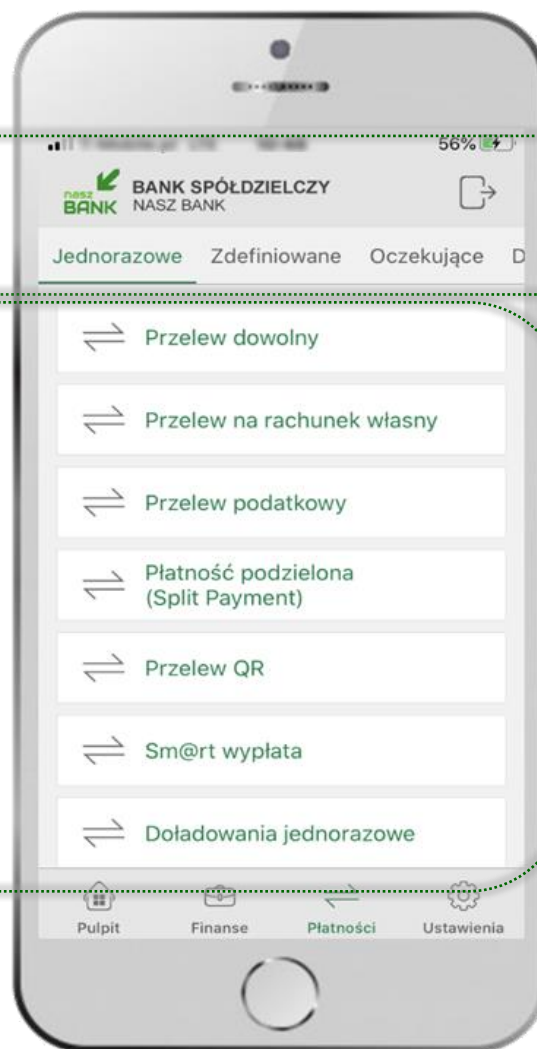 56%
nasz
BANK
BANK SPÓŁDZIELCZY
NASZ BANK
Jednorazowe Zdefiniowane Oczekujące D
Przelew dowolny
Przelew na rachunek własny
Przelew podatkowy
Płatność podzielona
(Split Payment)
Przelew QR
Sm@rt wypłata
Doładowania jednorazowe
Pulpit Finanse Płatności Ustawienia